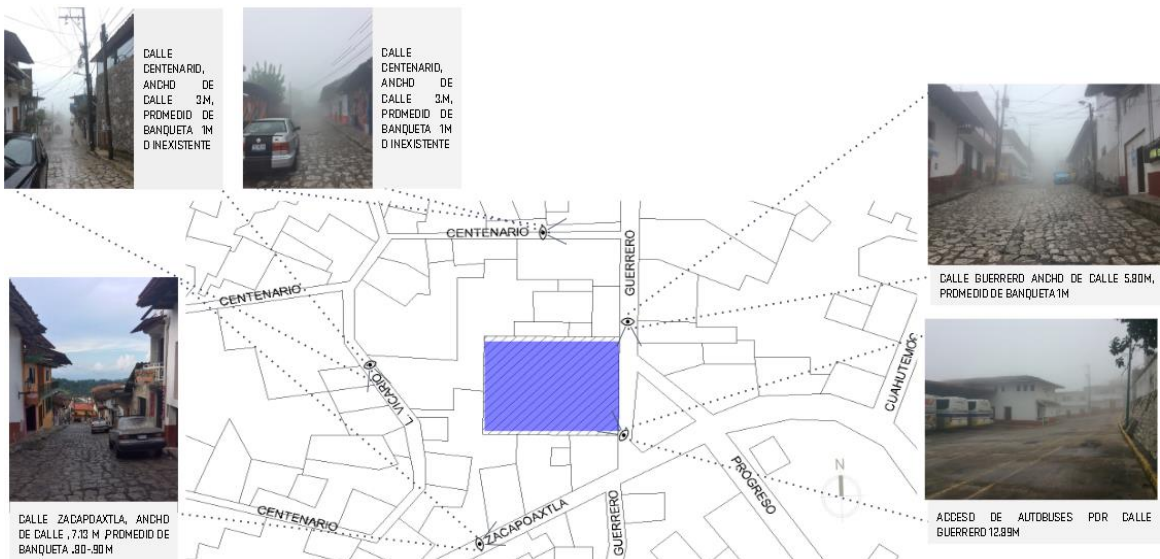 CALLE
CENTENARIO,
ANCHO DE
CALLE 3M,
PROMEDIO DE
BANQUETA 1M
O INEXISTENTE
CALLE
CENTENARIO,
ANCHO DE
CALLE 3M,
PROMEDIO DE
BANQUETA 1M
O INEXISTENTE
CALLE GUERRERO ANCHO DE CALLE 5.80M,
PROMEDIO DE BANQUETA 1M
CENTENARIO
GUERRERO
CENTENARIO
L. VICARIO
CUAHUTEMOC
CENTENARIO
ZACAPOAXTLA
GUERRERO
PROGRESO
N
CALLE ZACAPOAXTLA, ANCHO
DE CALLE , 7.13 M ,PROMEDIO DE
BANQUETA .80-.90 M
ACCESO DE AUTOBUSES POR CALLE
GUERRERO 12.89M